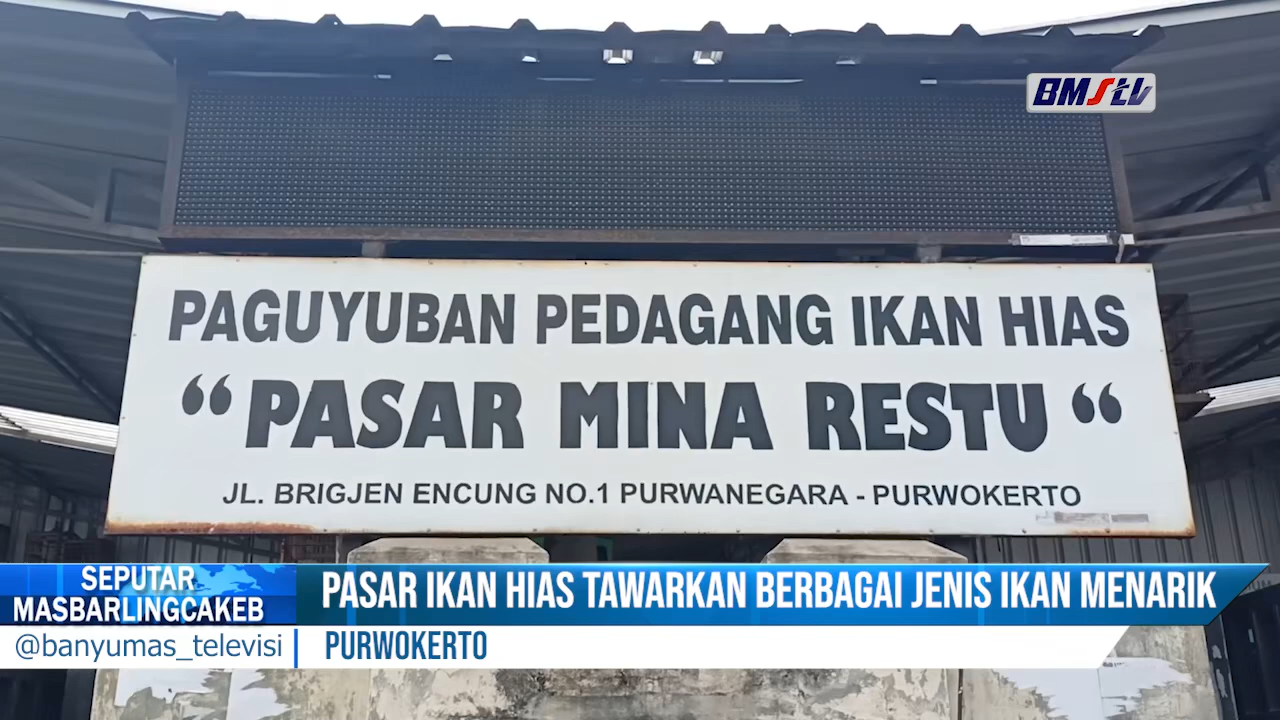 BMStv
PAGUYUBAN PEDAGANG IKAN HIAS
“ PASAR MINA RESTU “
JL. BRIGJEN ENCUNG NO.1 PURWANEGARA - PURWOKERTO
SEPUTAR
MASBARLINGCAKEB
PASAR IKAN HIAS TAWARKAN BERBAGAI JENIS IKAN MENARIK
@banyumas_televisi
PURWOKERTO